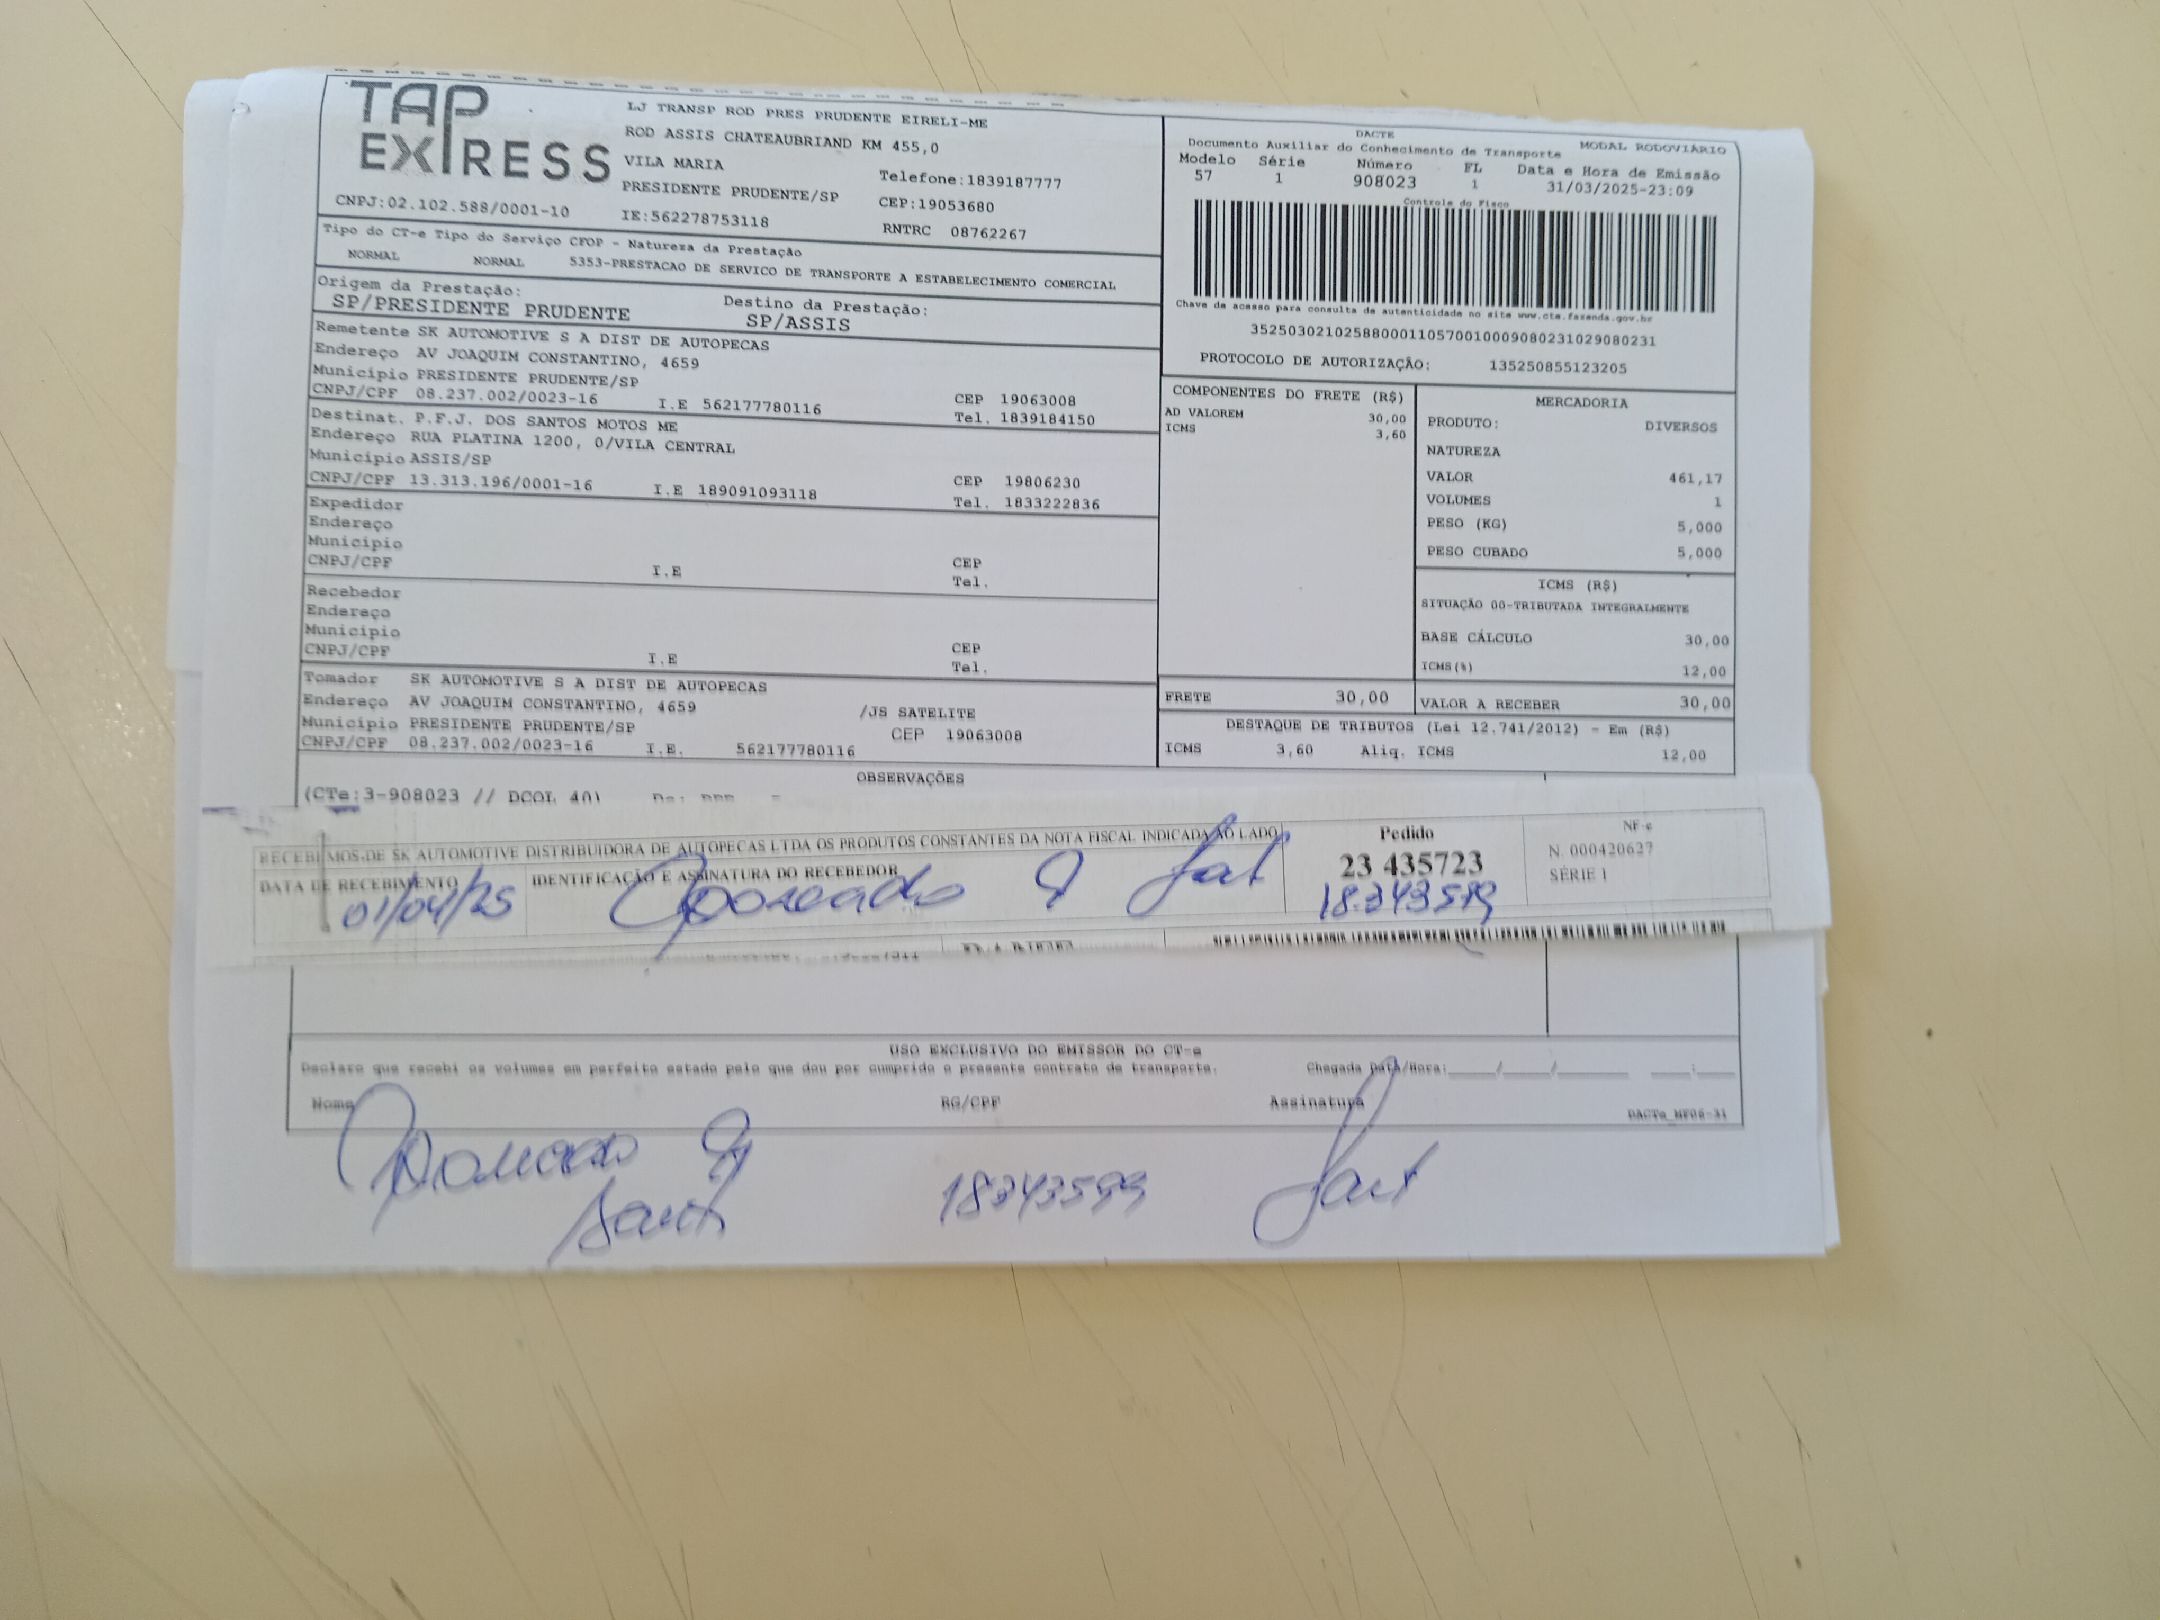 TAP
EXPRESS
LJ TRANSP ROD PRES PRUDENTE EIRELI-ME
ROD ASSIS CHATEAUBRIAND KM 455,0
VILA MARIA
Telefone:1839187777
PRESIDENTE PRUDENTE/SP
CEP:19053680
CNPJ:02.102.588/0001-10
IE:562278753118
RNTRC 08762267
DACTE
Documento Auxiliar do Conhecimento de Transporte MODAL RODOVIÁRIO
Modelo Série Número FL Data e Hora de Emissão
57 1 908023 1 31/03/2025-23:09
Controle do Fisco
Chave de acesso para consulta de autenticidade no site www.cte.fazenda.gov.br
35250302102588000110570010009080231029080231
PROTOCOLO DE AUTORIZAÇÃO: 135250855123205
Tipo do CT-e Tipo do Serviço CFOP - Natureza da Prestação
NORMAL NORMAL 5353-PRESTACAO DE SERVICO DE TRANSPORTE A ESTABELECIMENTO COMERCIAL
Origem da Prestação: Destino da Prestação:
SP/PRESIDENTE PRUDENTE SP/ASSIS
Remetente SK AUTOMOTIVE S A DIST DE AUTOPECAS
Endereço AV JOAQUIM CONSTANTINO, 4659
Município PRESIDENTE PRUDENTE/SP CEP 19063008
CNPJ/CPF 08.237.002/0023-16 I.E 562177780116 Tel. 1839184150
Destinat. P.F.J. DOS SANTOS MOTOS ME
Endereço RUA PLATINA 1200, 0/VILA CENTRAL
Município ASSIS/SP CEP 19806230
CNPJ/CPF 13.313.196/0001-16 I.E 189091093118 Tel. 1833222836
Expedidor
Endereço
Município CEP
CNPJ/CPF I.E Tel.
Recebedor
Endereço
Município CEP
CNPJ/CPF I.E Tel.
Tomador SK AUTOMOTIVE S A DIST DE AUTOPECAS
Endereço AV JOAQUIM CONSTANTINO, 4659 /JS SATELITE
Município PRESIDENTE PRUDENTE/SP CEP 19063008
CNPJ/CPF 08.237.002/0023-16 I.E. 562177780116
COMPONENTES DO FRETE (R$)
AD VALOREM 30,00
ICMS 3,60
FRETE 30,00
MERCADORIA
PRODUTO: DIVERSOS
NATUREZA
VALOR 461,17
VOLUMES 1
PESO (KG) 5,000
PESO CUBADO 5,000
ICMS (R$)
SITUAÇÃO 00-TRIBUTADA INTEGRALMENTE
BASE CÁLCULO 30,00
ICMS(%) 12,00
VALOR A RECEBER 30,00
DESTAQUE DE TRIBUTOS (Lei 12.741/2012) - Em (R$)
ICMS 3,60 Aliq. ICMS 12,00
OBSERVAÇÕES
(CTe:3-908023 // DCOL 40)
RECEBEMOS DE SK AUTOMOTIVE DISTRIBUIDORA DE AUTOPECAS LTDA OS PRODUTOS CONSTANTES DA NOTA FISCAL INDICADA AO LADO
DATA DE RECEBIMENTO IDENTIFICAÇÃO E ASSINATURA DO RECEBEDOR
01/04/25
Pedido
23 435723
NF-e
N. 000420627
SÉRIE 1
USO EXCLUSIVO DO EMISSOR DO CT-e
Declaro que recebi os volumes em perfeito estado pelo que dou por cumprido o presente contrato de transporte. Chegada Data/Hora:____/____/____ ___:___
Nome RG/CPF Assinatura
DACTe_MF06-31